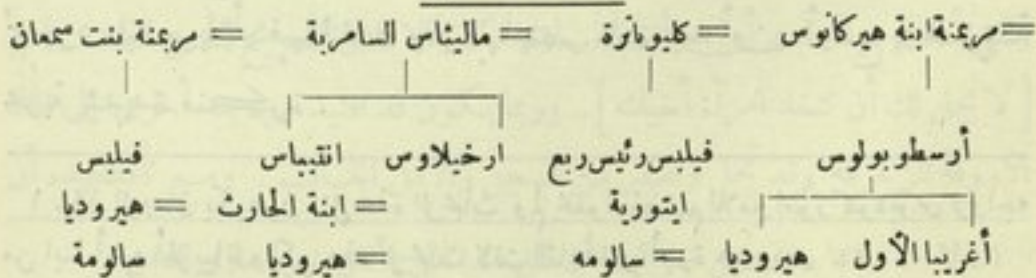 =مريمنة ابنة هيركانوس = كليوباترة = ماليثاس السامرية = مريمنة بنت سمعان
أرسطوبولوس فيلبس رئيس ربع ارخيلاوس انتيباس فيلبس
ايتورية = ابنة الحارث = هيروديا
أغريبا الأول هيروديا = سالومه = هيروديا سالومة